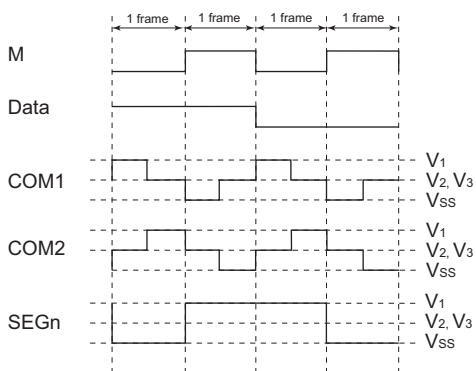 1 frame 1 frame 1 frame 1 frame
M
Data
V1
COM1 V2, V3
VSS
V1
COM2 V2, V3
VSS
V1
SEGn V2, V3
VSS